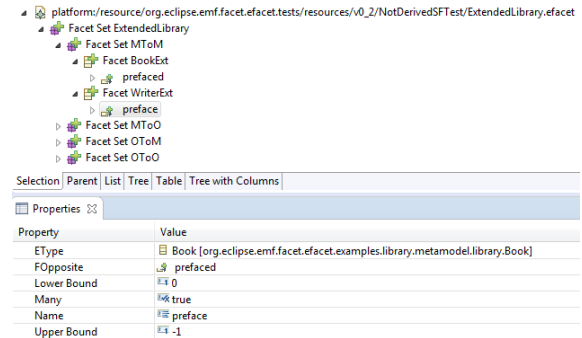 platform:/resource/org.eclipse.emf.facet.efacet.tests/resources/v0_2/NotDerivedSFTest/ExtendedLibrary.efacet
Facet Set ExtendedLibrary
Facet Set MToM
Facet BookExt
prefaced
Facet WriterExt
preface
Facet Set MToO
Facet Set OToM
Facet Set OToO
Selection Parent List Tree Table Tree with Columns
Properties
Property Value
EType Book [org.eclipse.emf.facet.efacet.examples.library.metamodel.library.Book]
FOpposite prefaced
Lower Bound 0
Many true
Name preface
Upper Bound -1